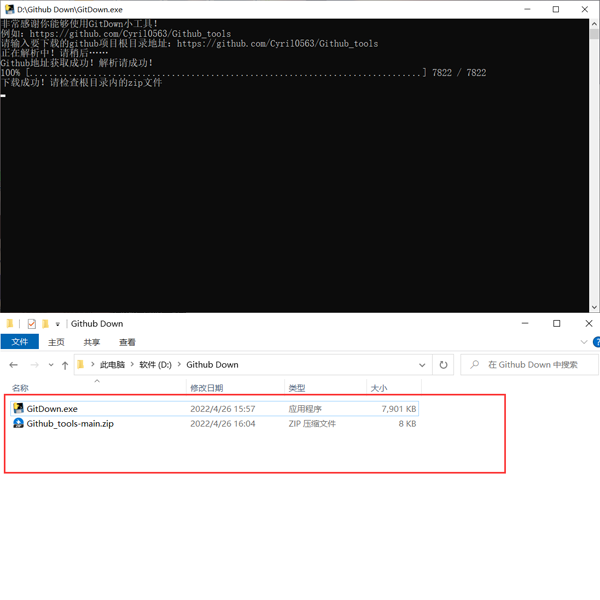 D:\Github Down\GitDown.exe
非常感谢你能够使用GitDown小工具！
例如：https://github.com/Cyril0563/Github_tools
请输入要下载的github项目根目录地址：https://github.com/Cyril0563/Github_tools
正在解析中！请稍后……
Github地址获取成功！解析请成功！
100% [......................................................................] 7822 / 7822
下载成功！请检查根目录内的zip文件
Github Down
文件 主页 共享 查看
此电脑 > 软件 (D:) > Github Down
在 Github Down 中搜索
名称 修改日期 类型 大小
GitDown.exe 2022/4/26 15:57 应用程序 7,901 KB
Github_tools-main.zip 2022/4/26 16:04 ZIP 压缩文件 8 KB